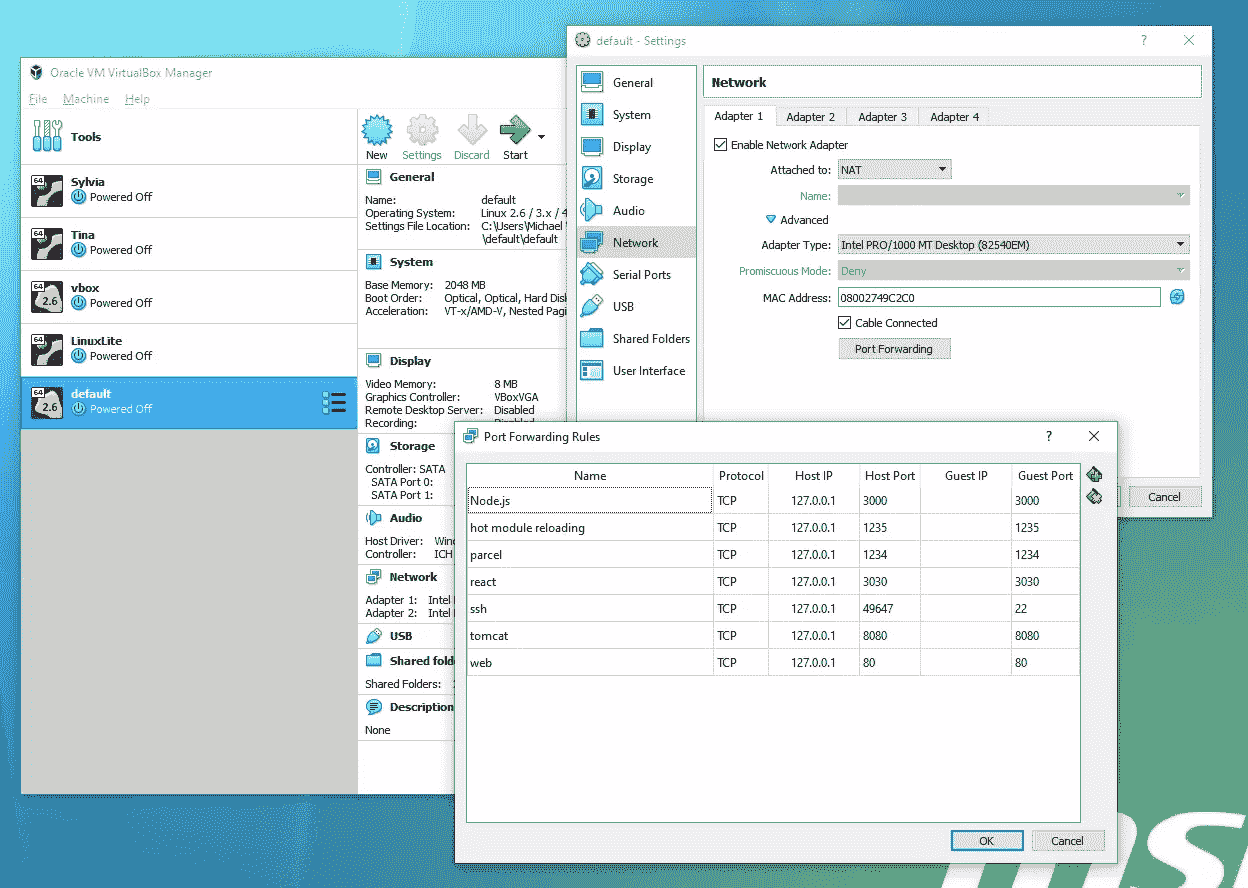 Oracle VM VirtualBox Manager
File Machine Help
Tools
64
Sylvia
Powered Off
64
Tina
Powered Off
64
2.6
vbox
Powered Off
64
LinuxLite
Powered Off
64
2.6
default
Powered Off
New Settings Discard Start
General
Name: default
Operating System: Linux 2.6 / 3.x / 4
Settings File Location: C:\Users\Michael
\default\default
System
Base Memory: 2048 MB
Boot Order: Optical, Optical, Hard Disk
Acceleration: VT-x/AMD-V, Nested Pagi
Display
Video Memory: 8 MB
Graphics Controller: VBoxVGA
Remote Desktop Server: Disabled
Recording: Disabled
Storage
Controller: SATA
SATA Port 0:
SATA Port 1:
Audio
Host Driver: Wind
Controller: ICH
Network
Adapter 1: Intel
Adapter 2: Intel
USB
Shared fold
Shared Folders:
Description
None
default - Settings ?
General
System
Display
Storage
Audio
Network
Serial Ports
USB
Shared Folders
User Interface
Network
Adapter 1 Adapter 2 Adapter 3 Adapter 4
Enable Network Adapter
Attached to: NAT
Name:
Advanced
Adapter Type: Intel PRO/1000 MT Desktop (82540EM)
Promiscuous Mode: Deny
MAC Address: 08002749C2C0
Cable Connected
Port Forwarding
Cancel
Port Forwarding Rules ?
Name Protocol Host IP Host Port Guest IP Guest Port
Node.js TCP 127.0.0.1 3000 3000
hot module reloading TCP 127.0.0.1 1235 1235
parcel TCP 127.0.0.1 1234 1234
react TCP 127.0.0.1 3030 3030
ssh TCP 127.0.0.1 49647 22
tomcat TCP 127.0.0.1 8080 8080
web TCP 127.0.0.1 80 80
OK Cancel
msi